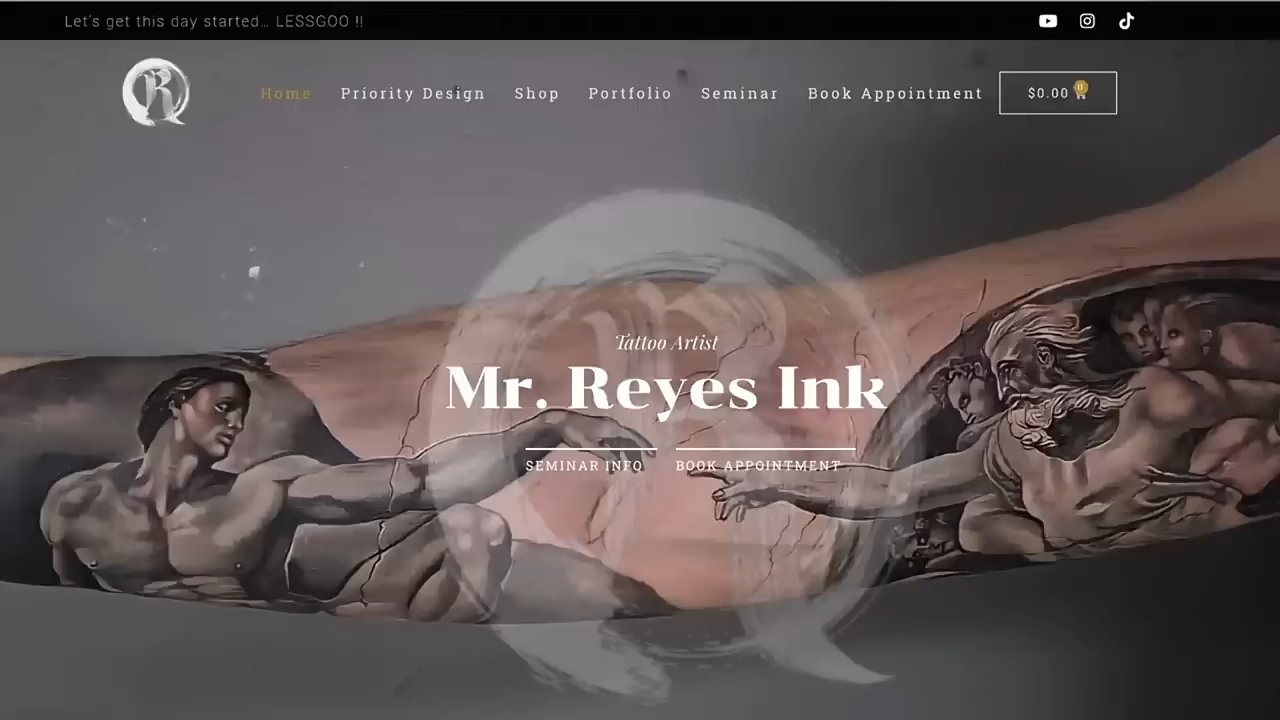 Let's get this day started... LESSGOO !!
R
Home Priority Design Shop Portfolio Seminar Book Appointment $0.00 0
Tattoo Artist
Mr. Reyes Ink
SEMINAR INFO BOOK APPOINTMENT